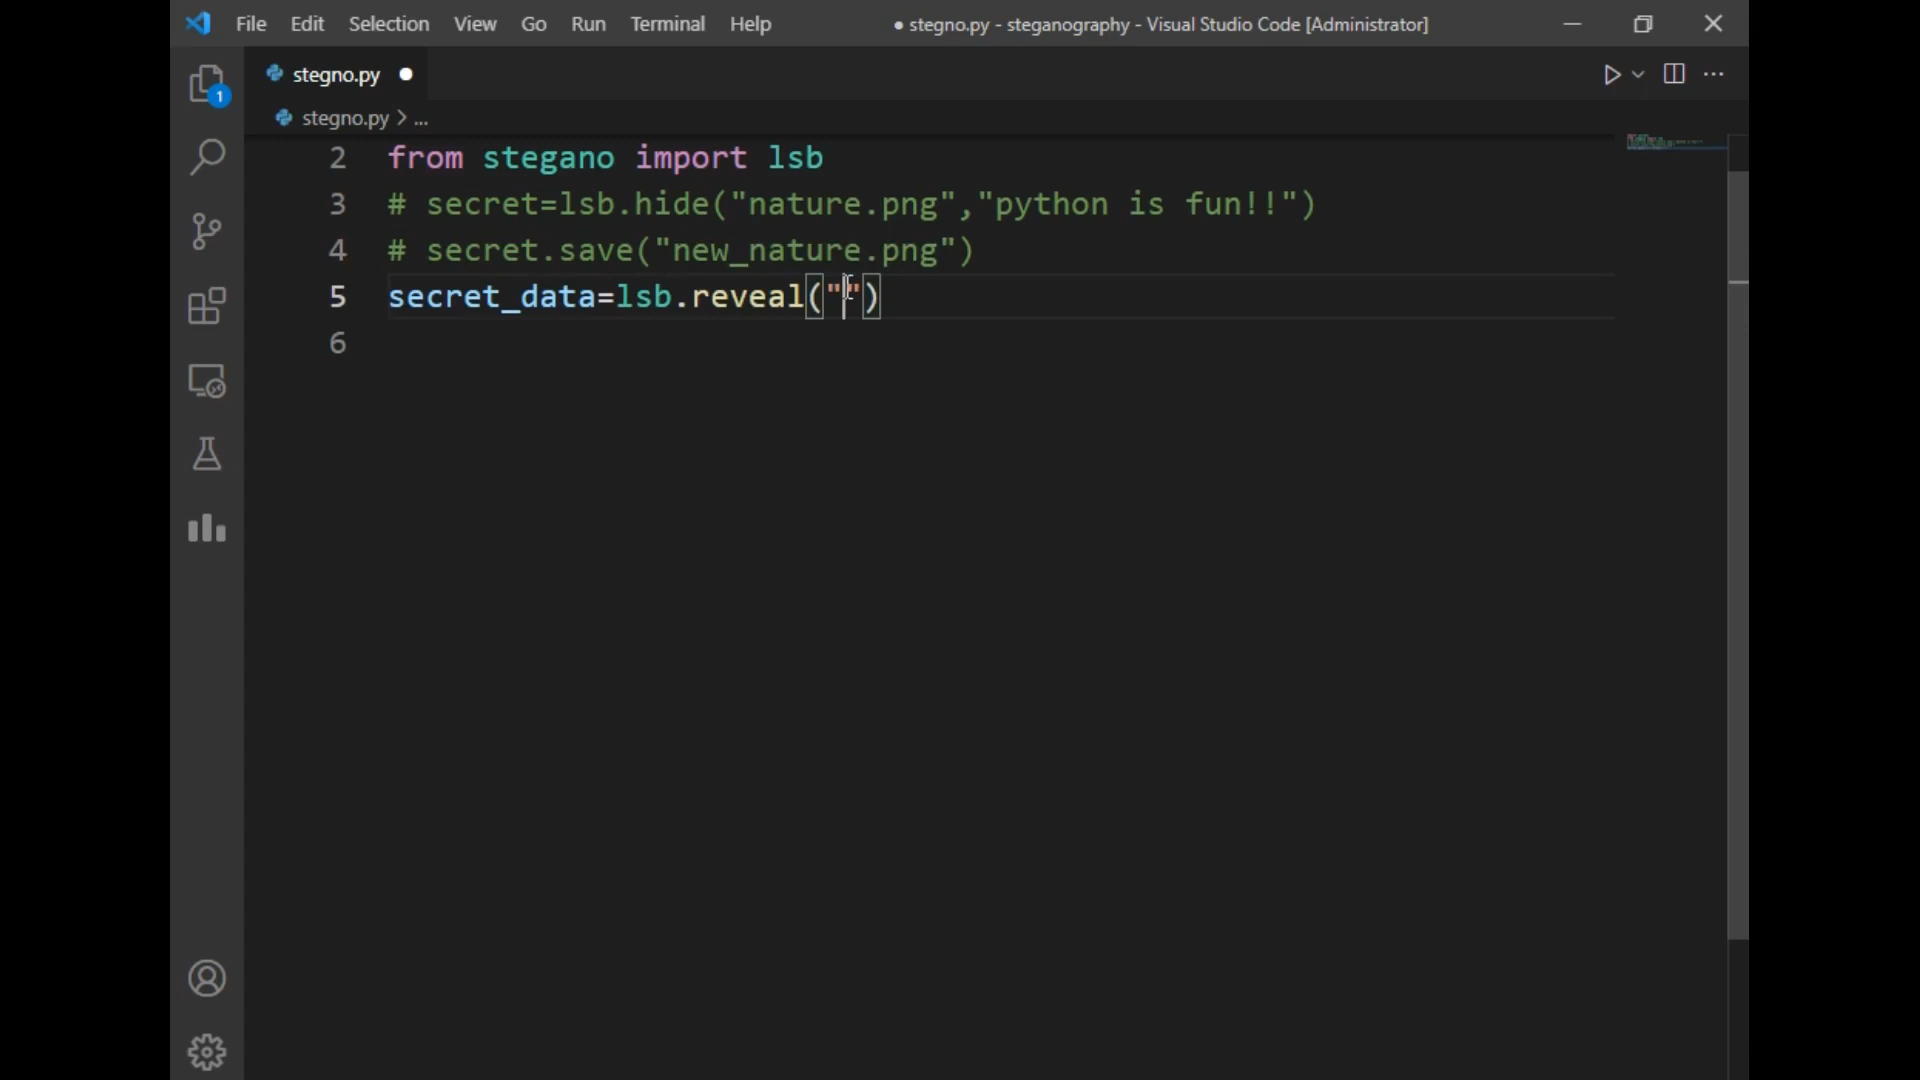 File Edit Selection View Go Run Terminal Help ● stegno.py - steganography - Visual Studio Code [Administrator]
stegno.py ●
stegno.py > ...
1
2 from stegano import lsb
3 # secret=lsb.hide("nature.png","python is fun!!")
4 # secret.save("new_nature.png")
5 secret_data=lsb.reveal("")
6